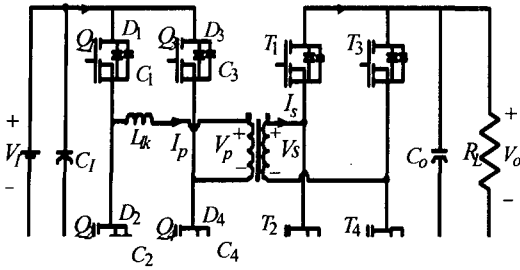 Q1 D1 Q3 D3 T1 T3
C1 C3
+ Llk Ip + + Is +
VI CI Vp Vs Co RL Vo
− − − −
Q2 D2 Q4 D4 T2 T4
C2 C4